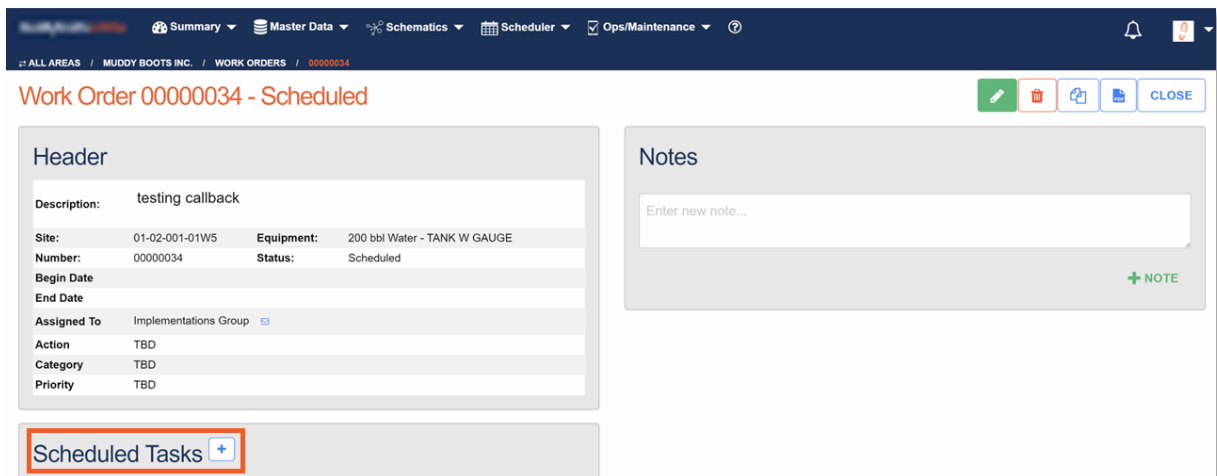 Summary Master Data Schematics Scheduler Ops/Maintenance
ALL AREAS / MUDDY BOOTS INC. / WORK ORDERS / 00000034
Work Order 00000034 - Scheduled
PDF CLOSE
Header
Description: testing callback
Site: 01-02-001-01W5 Equipment: 200 bbl Water - TANK W GAUGE
Number: 00000034 Status: Scheduled
Begin Date
End Date
Assigned To Implementations Group
Action TBD
Category TBD
Priority TBD
Scheduled Tasks +
Notes
Enter new note...
+ NOTE